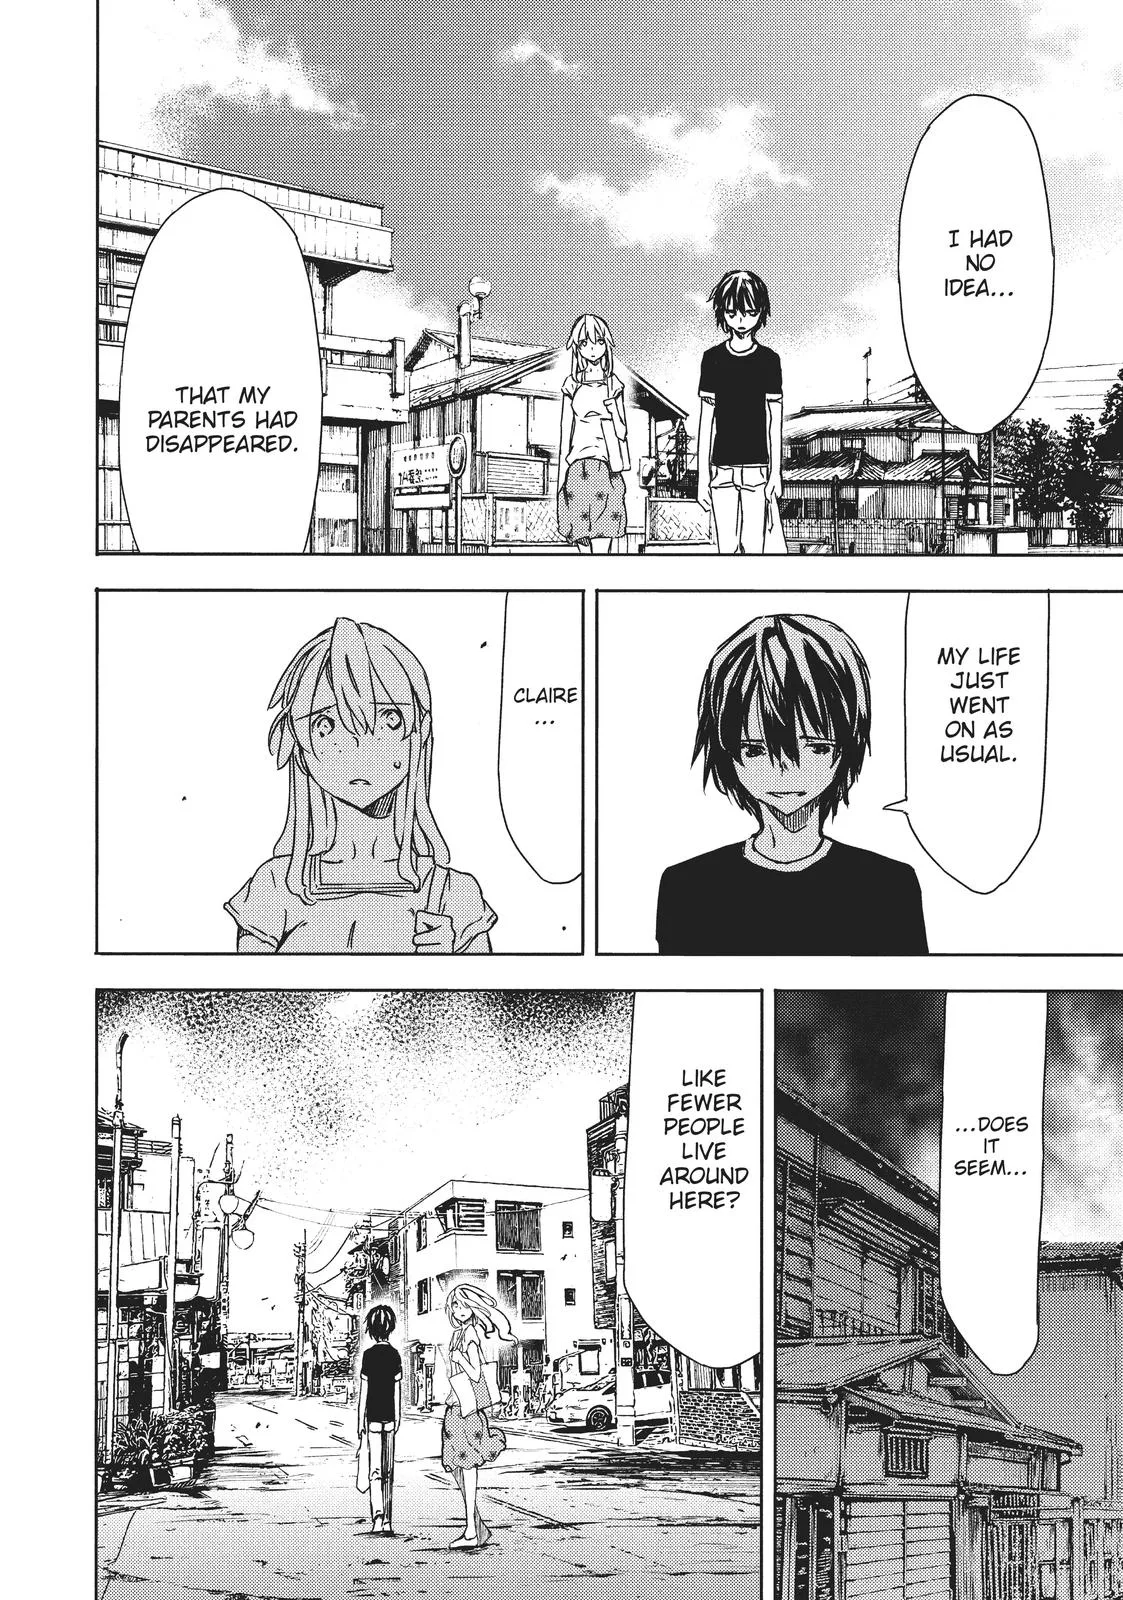 I HAD
NO
IDEA...
THAT MY
PARENTS HAD
DISAPPEARED.
MY LIFE
JUST
WENT
ON AS
USUAL.
CLAIRE
...
...DOES
IT
SEEM...
LIKE
FEWER
PEOPLE
LIVE
AROUND
HERE?